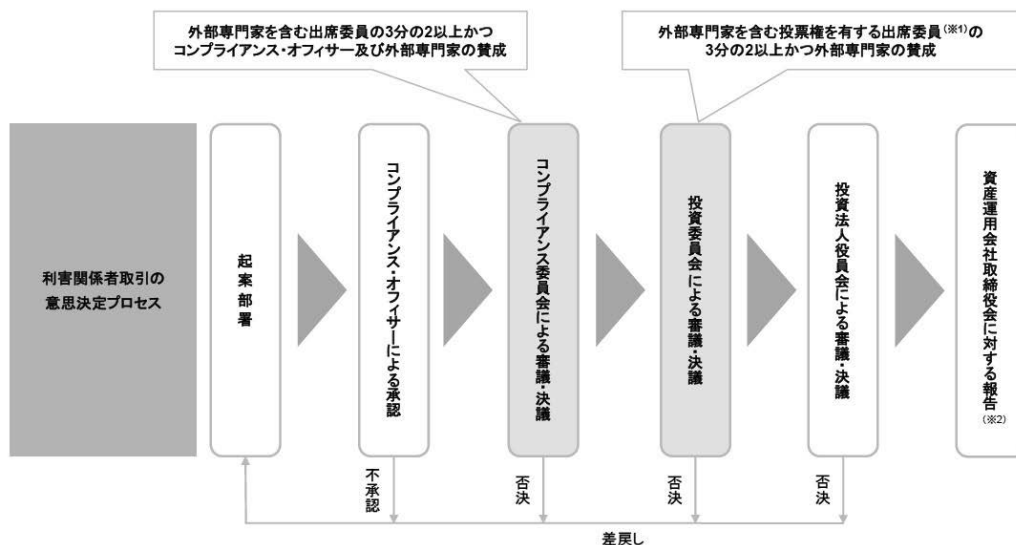 外部専門家を含む出席委員の3分の2以上かつ
コンプライアンス・オフィサー及び外部専門家の賛成
外部専門家を含む投票権を有する出席委員(※1)の
3分の2以上かつ外部専門家の賛成
利害関係者取引の
意思決定プロセス
起案部署
コンプライアンス・オフィサーによる承認
コンプライアンス委員会による審議・決議
投資委員会による審議・決議
投資法人役員会による審議・決議
資産運用会社取締役会に対する報告
(※2)
不承認
否決
否決
否決
差戻し